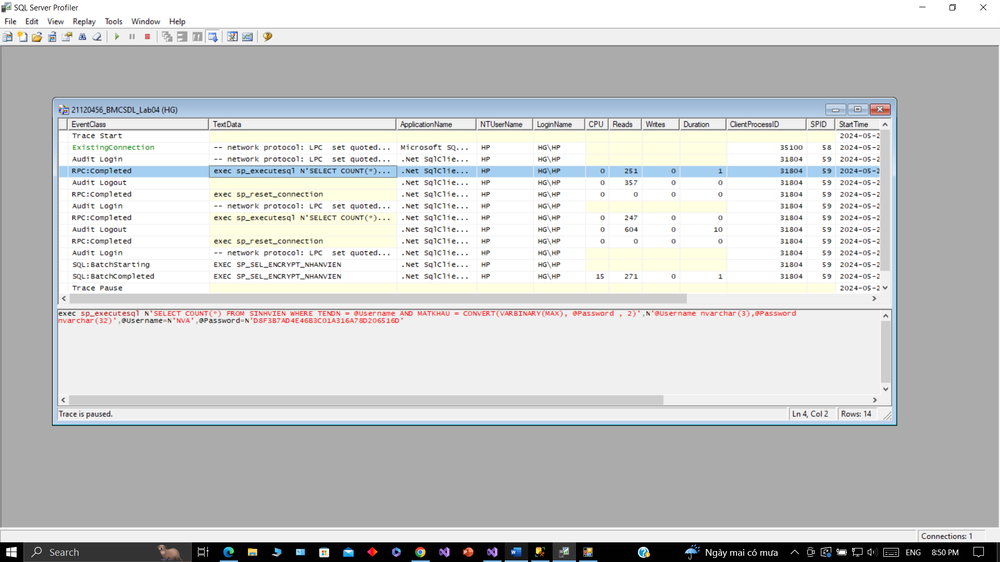 SQL Server Profiler
File Edit View Replay Tools Window Help
21120456_BMCSDL_Lab04 (HG)
EventClass TextData ApplicationName NTUserName LoginName CPU Reads Writes Duration ClientProcessID SPID StartTime
Trace Start 2024-05-2
ExistingConnection -- network protocol: LPC set quoted... Microsoft SQ... HP HG\HP 35100 58 2024-05-2
Audit Login -- network protocol: LPC set quoted... .Net SqlClie... HP HG\HP 31804 59 2024-05-2
RPC:Completed exec sp_executesql N'SELECT COUNT(*)... .Net SqlClie... HP HG\HP 0 251 0 1 31804 59 2024-05-2
Audit Logout .Net SqlClie... HP HG\HP 0 357 0 0 31804 59 2024-05-2
RPC:Completed exec sp_reset_connection .Net SqlClie... HP HG\HP 0 0 0 0 31804 59 2024-05-2
Audit Login -- network protocol: LPC set quoted... .Net SqlClie... HP HG\HP 31804 59 2024-05-2
RPC:Completed exec sp_executesql N'SELECT COUNT(*)... .Net SqlClie... HP HG\HP 0 247 0 0 31804 59 2024-05-2
Audit Logout .Net SqlClie... HP HG\HP 0 604 0 10 31804 59 2024-05-2
RPC:Completed exec sp_reset_connection .Net SqlClie... HP HG\HP 0 0 0 0 31804 59 2024-05-2
Audit Login -- network protocol: LPC set quoted... .Net SqlClie... HP HG\HP 31804 59 2024-05-2
SQL:BatchStarting EXEC SP_SEL_ENCRYPT_NHANVIEN .Net SqlClie... HP HG\HP 31804 59 2024-05-2
SQL:BatchCompleted EXEC SP_SEL_ENCRYPT_NHANVIEN .Net SqlClie... HP HG\HP 15 271 0 1 31804 59 2024-05-2
Trace Pause 2024-05-2
exec sp_executesql N'SELECT COUNT(*) FROM SINHVIEN WHERE TENDN = @Username AND MATKHAU = CONVERT(VARBINARY(MAX), @Password , 2)',N'@Username nvarchar(3),@Password
nvarchar(32)',@Username=N'NVA',@Password=N'D8F3B7AD4E46B3C01A316A78D206516D'
Trace is paused.
Ln 4, Col 2 Rows: 14
Connections: 1
Search
Ngày mai có mưa
ENG 8:50 PM